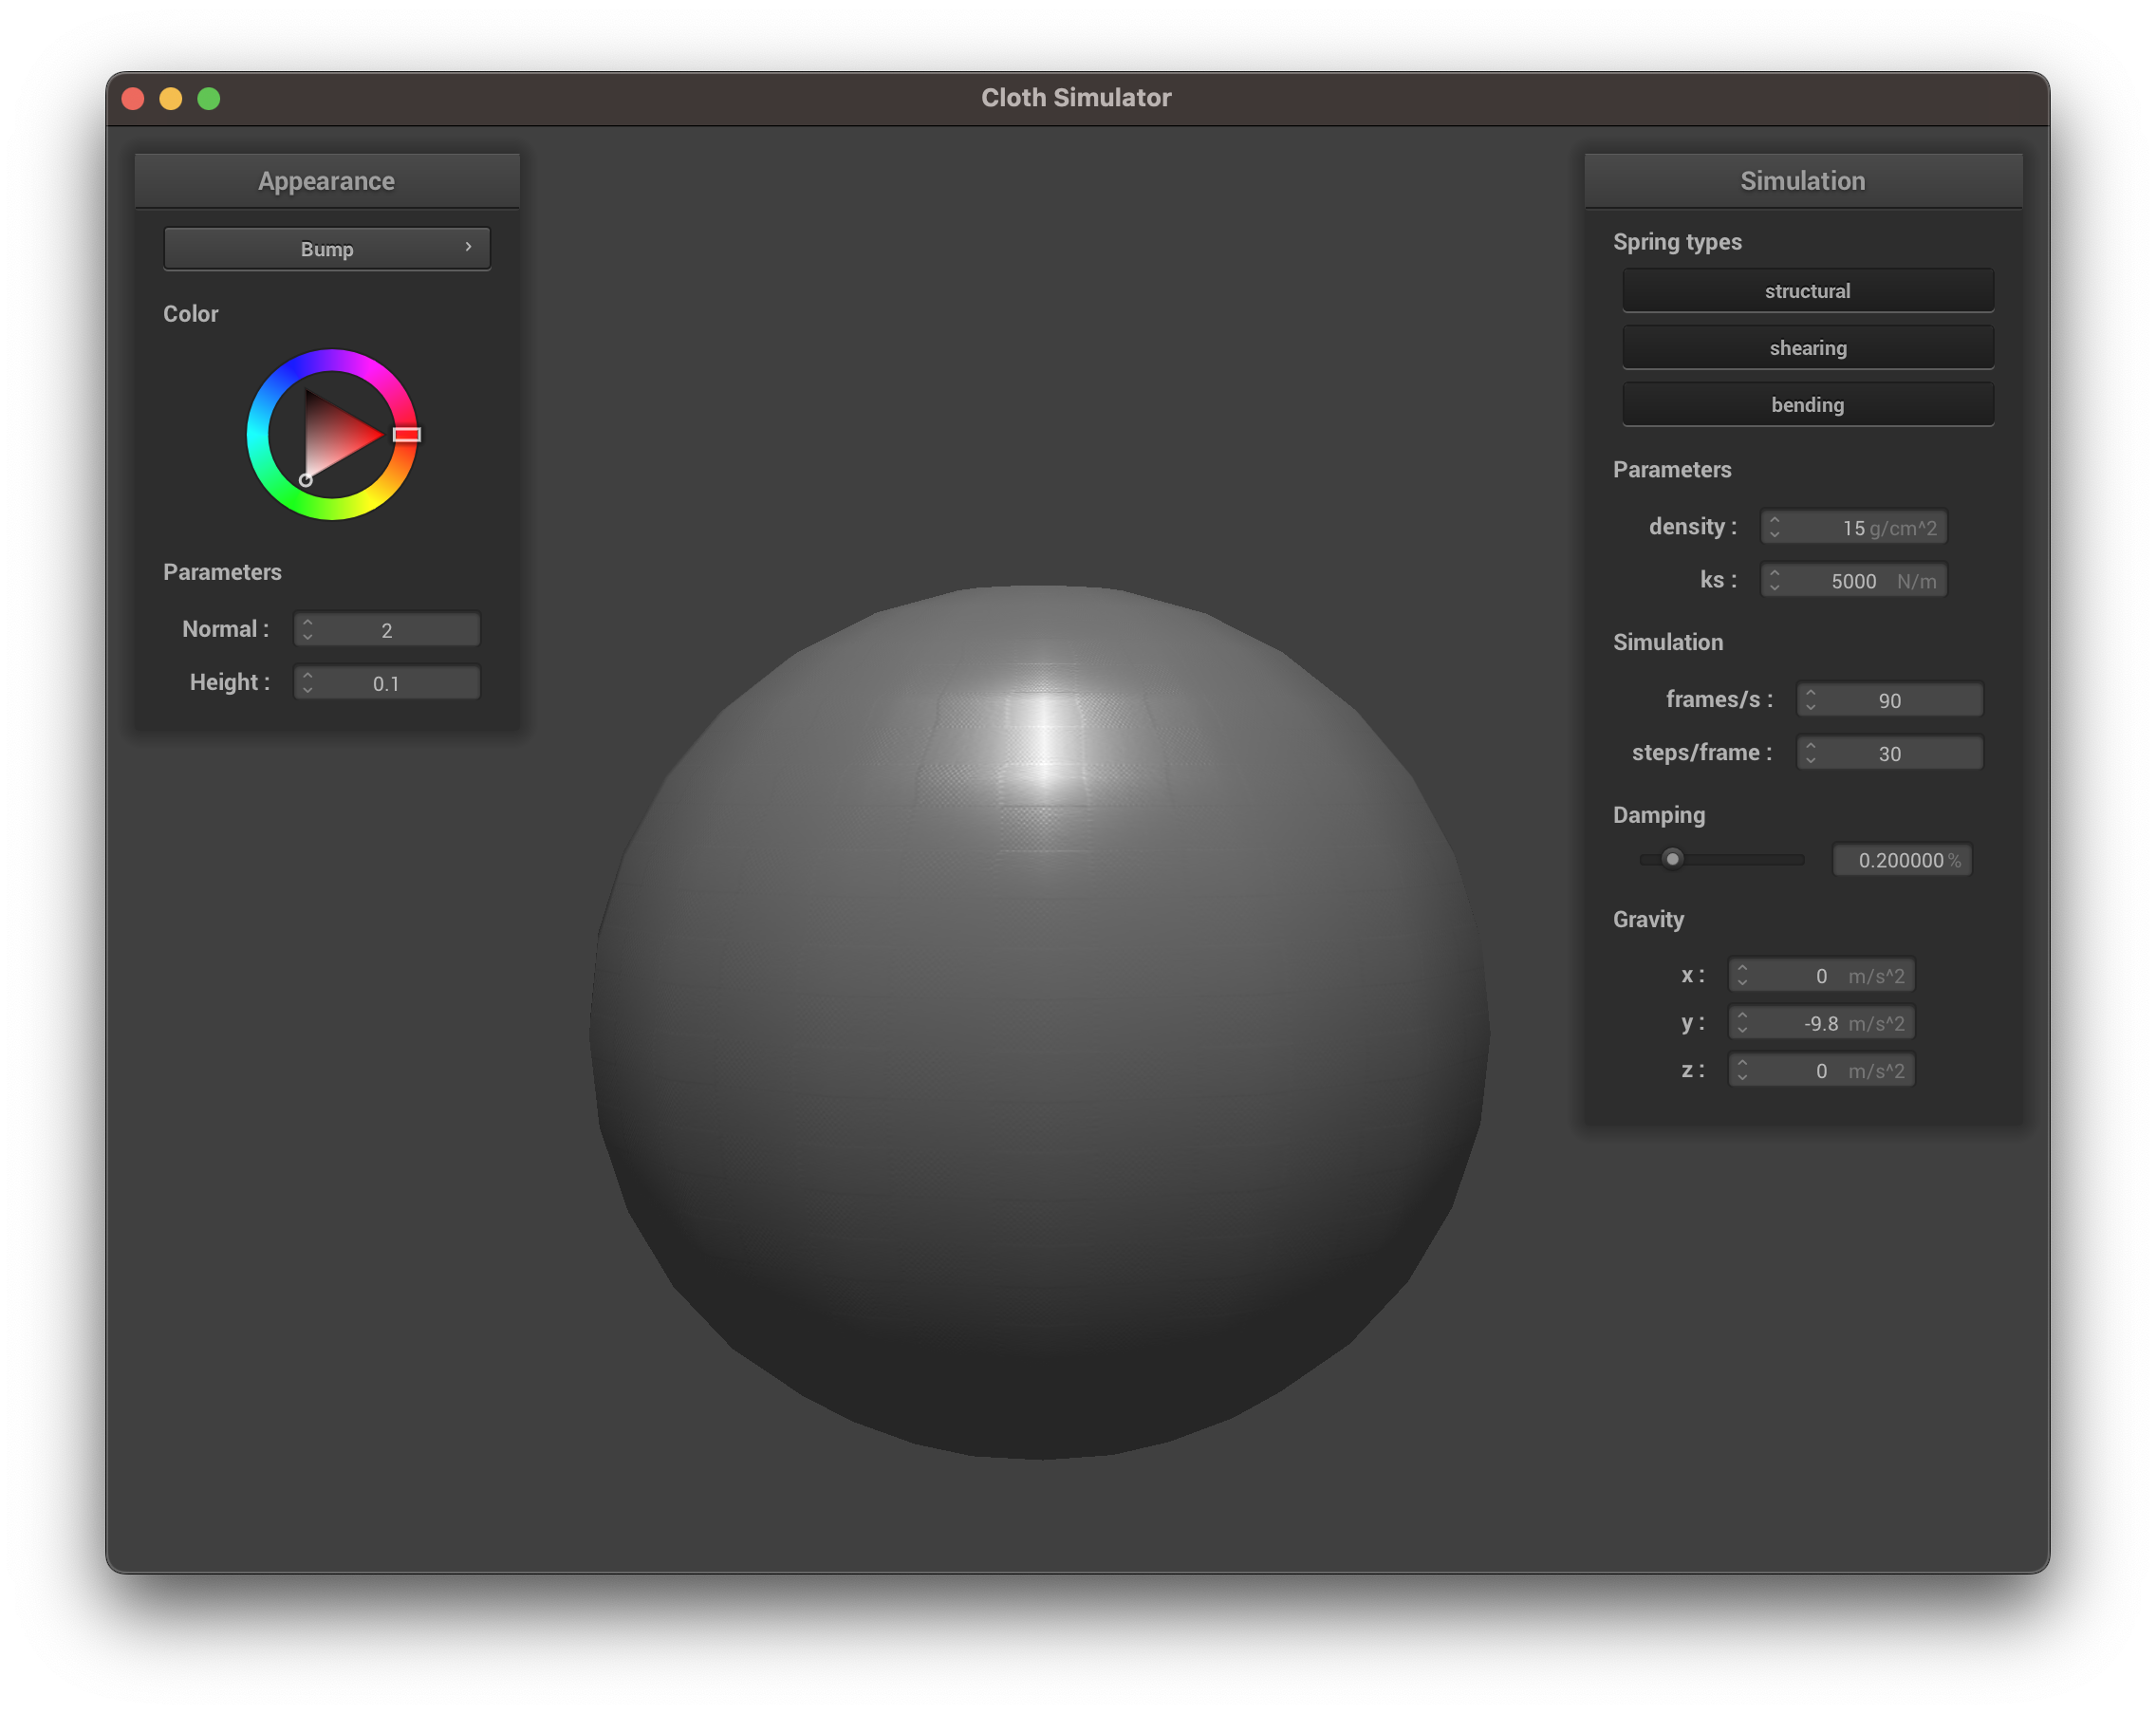 Cloth Simulator
Appearance
Bump
Color
Parameters
Normal : 2
Height : 0.1
Simulation
Spring types
structural
shearing
bending
Parameters
density : 15 g/cm^2
ks : 5000 N/m
Simulation
frames/s : 90
steps/frame : 30
Damping
0.200000 %
Gravity
x : 0 m/s^2
y : -9.8 m/s^2
z : 0 m/s^2